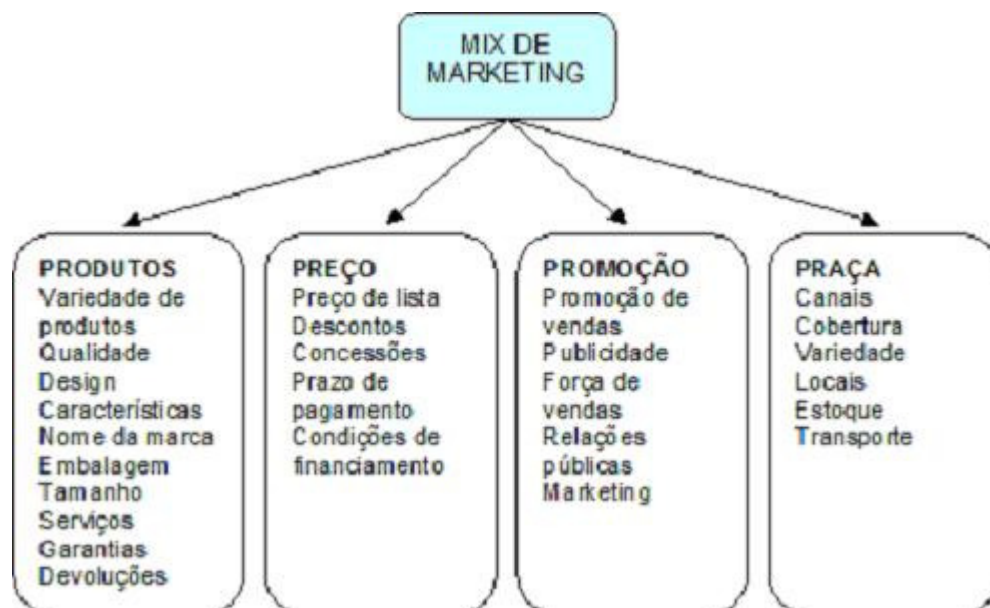 MIX DE
MARKETING
PRODUTOS
Variedade de
produtos
Qualidade
Design
Características
Nome da marca
Embalagem
Tamanho
Serviços
Garantias
Devoluções
PREÇO
Preço de lista
Descontos
Concessões
Prazo de
pagamento
Condições de
financiamento
PROMOÇÃO
Promoção de
vendas
Publicidade
Força de
vendas
Relações
públicas
Marketing
PRAÇA
Canais
Cobertura
Variedade
Locais
Estoque
Transporte